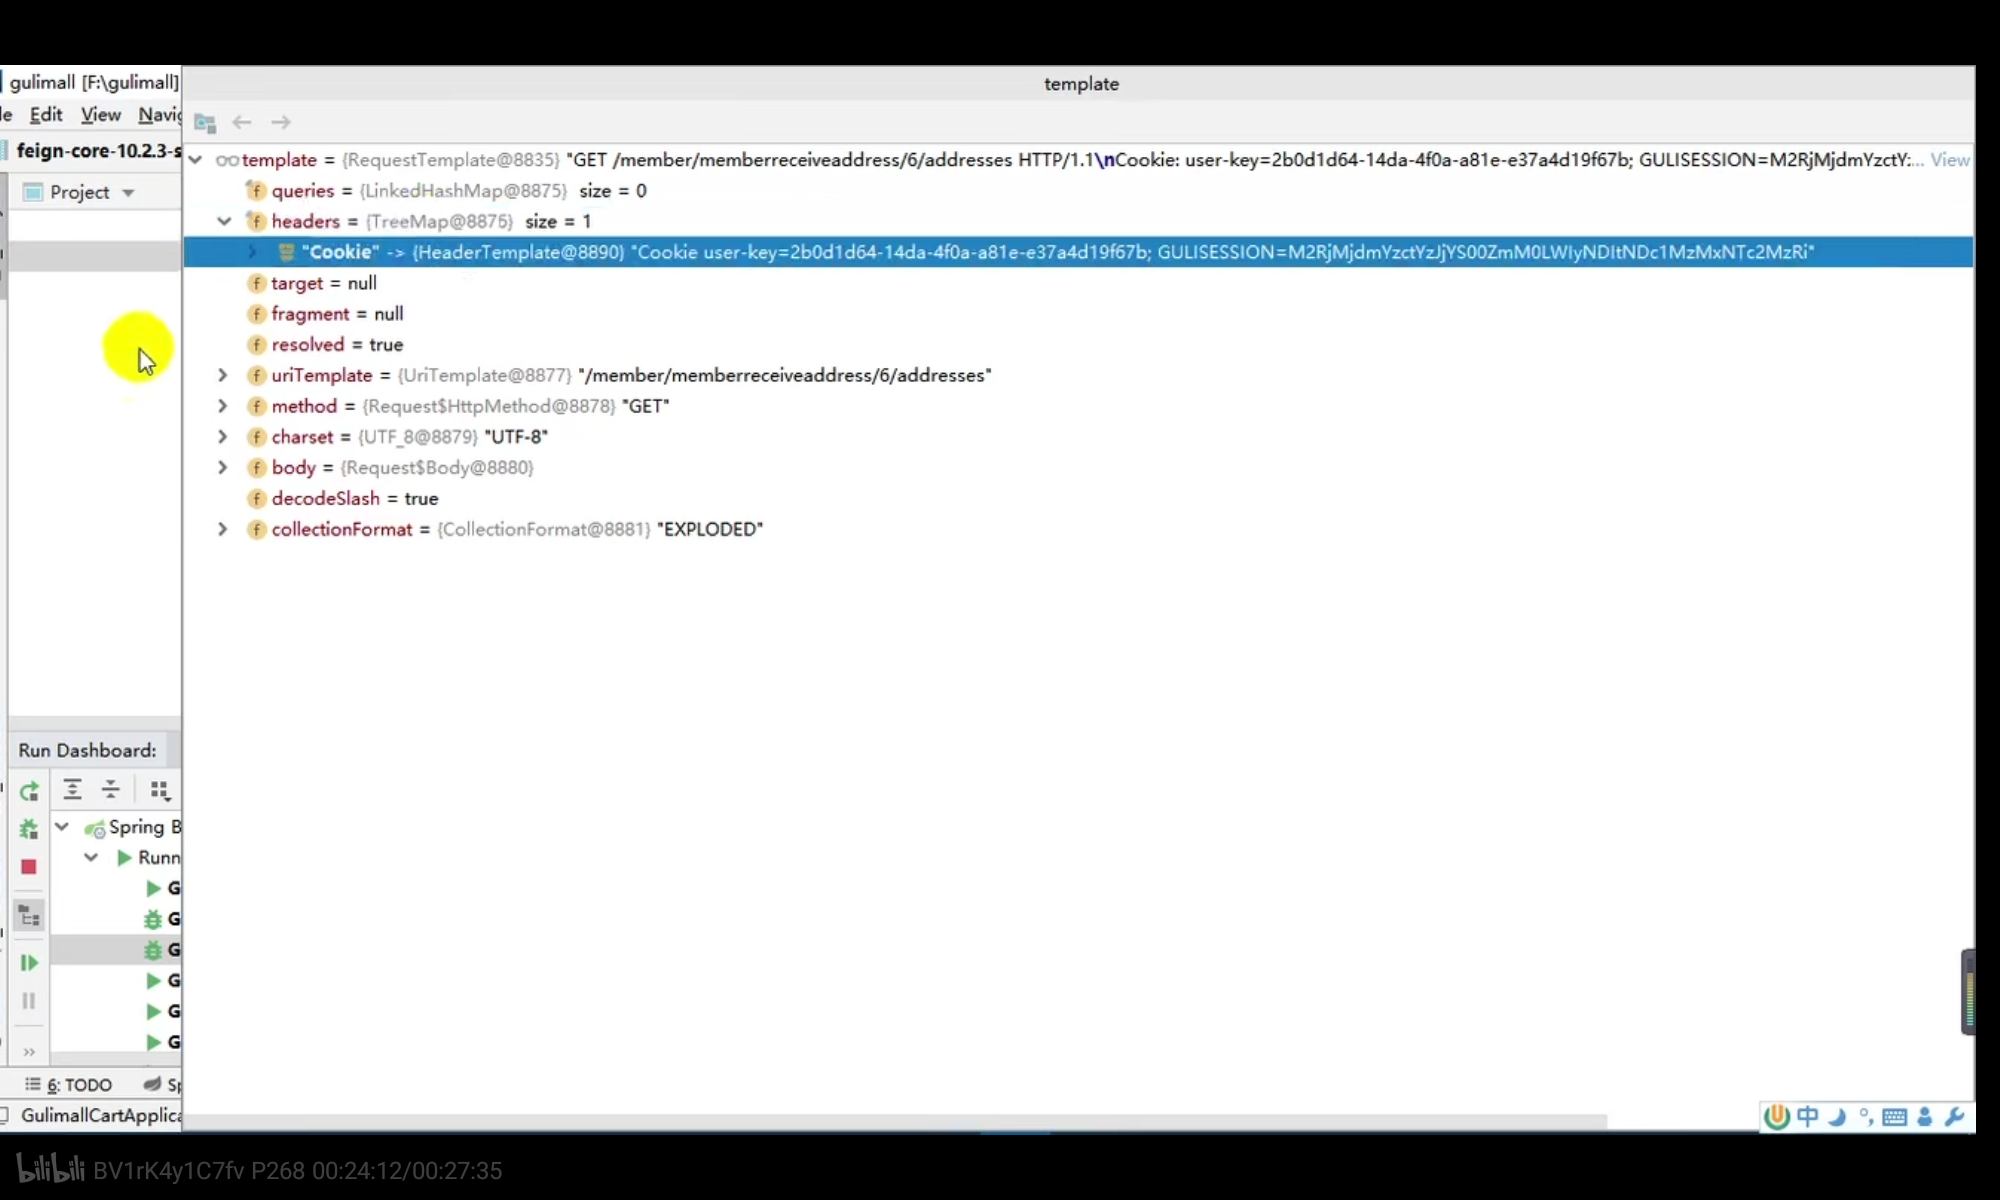 gulimall [F:\gulimall]
template
Edit View Navig
feign-core-10.2.3-s
Project
template = {RequestTemplate@8835} "GET /member/memberreceiveaddress/6/addresses HTTP/1.1\nCookie: user-key=2b0d1d64-14da-4f0a-a81e-e37a4d19f67b; GULISESSION=M2RjMjdmYzctY:... View
queries = {LinkedHashMap@8875} size = 0
headers = {TreeMap@8876} size = 1
"Cookie" -> {HeaderTemplate@8890} "Cookie user-key=2b0d1d64-14da-4f0a-a81e-e37a4d19f67b; GULISESSION=M2RjMjdmYzctYzJjYS00ZmM0LWIyNDItNDc1MzMxNTc2MzRi"
target = null
fragment = null
resolved = true
uriTemplate = {UriTemplate@8877} "/member/memberreceiveaddress/6/addresses"
method = {Request$HttpMethod@8878} "GET"
charset = {UTF_8@8879} "UTF-8"
body = {Request$Body@8880}
decodeSlash = true
collectionFormat = {CollectionFormat@8881} "EXPLODED"
Run Dashboard:
Spring B
Runn
G
G
G
G
G
G
6: TODO Sp
GulimallCartApplica
中
bilibili BV1rK4y1C7fv P268 00:24:12/00:27:35